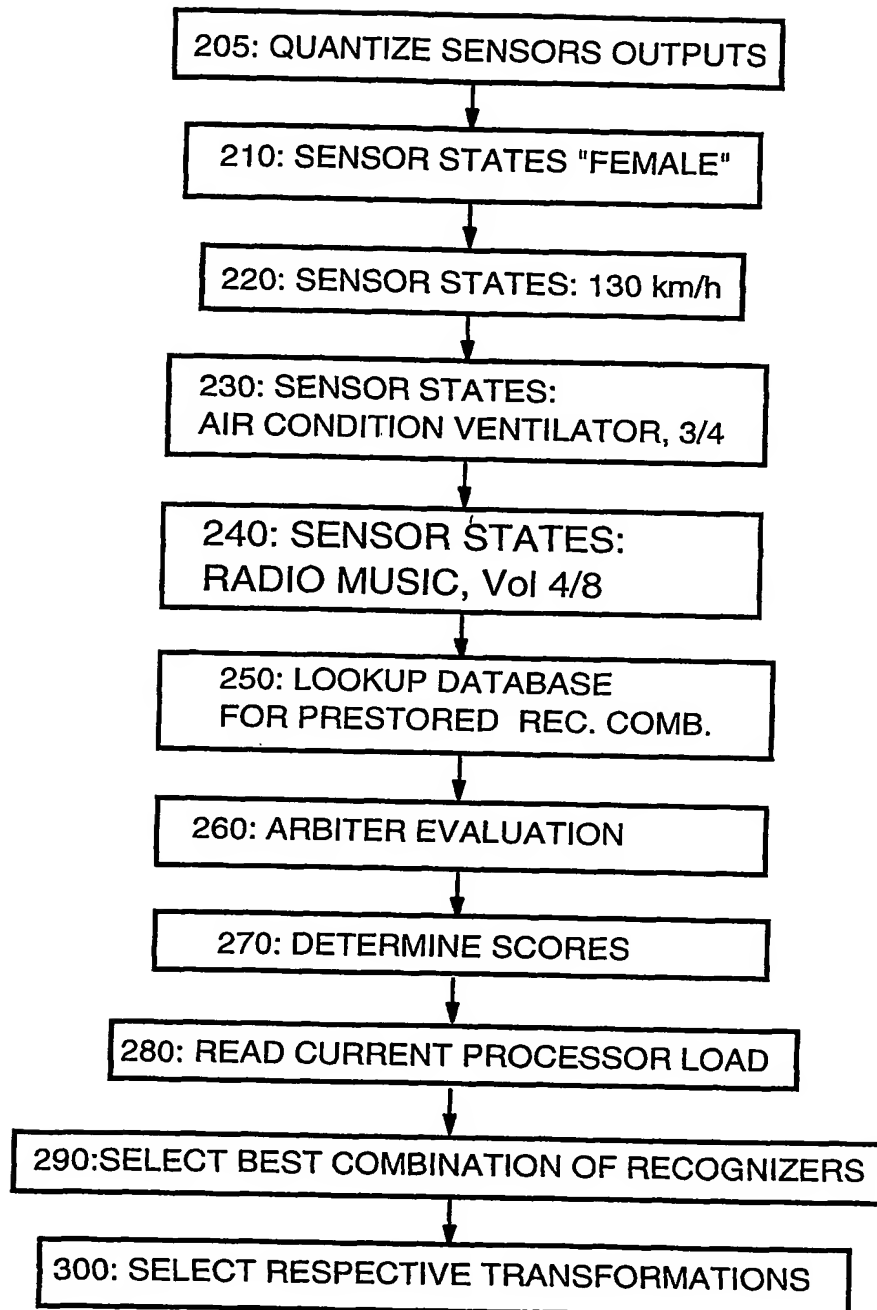 205: QUANTIZE SENSORS OUTPUTS
210: SENSOR STATES "FEMALE"
220: SENSOR STATES: 130 km/h
230: SENSOR STATES:
AIR CONDITION VENTILATOR, 3/4
240: SENSOR STATES:
RADIO MUSIC, Vol 4/8
250: LOOKUP DATABASE
FOR PRESTORED REC. COMB.
260: ARBITER EVALUATION
270: DETERMINE SCORES
280: READ CURRENT PROCESSOR LOAD
290:SELECT BEST COMBINATION OF RECOGNIZERS
300: SELECT RESPECTIVE TRANSFORMATIONS